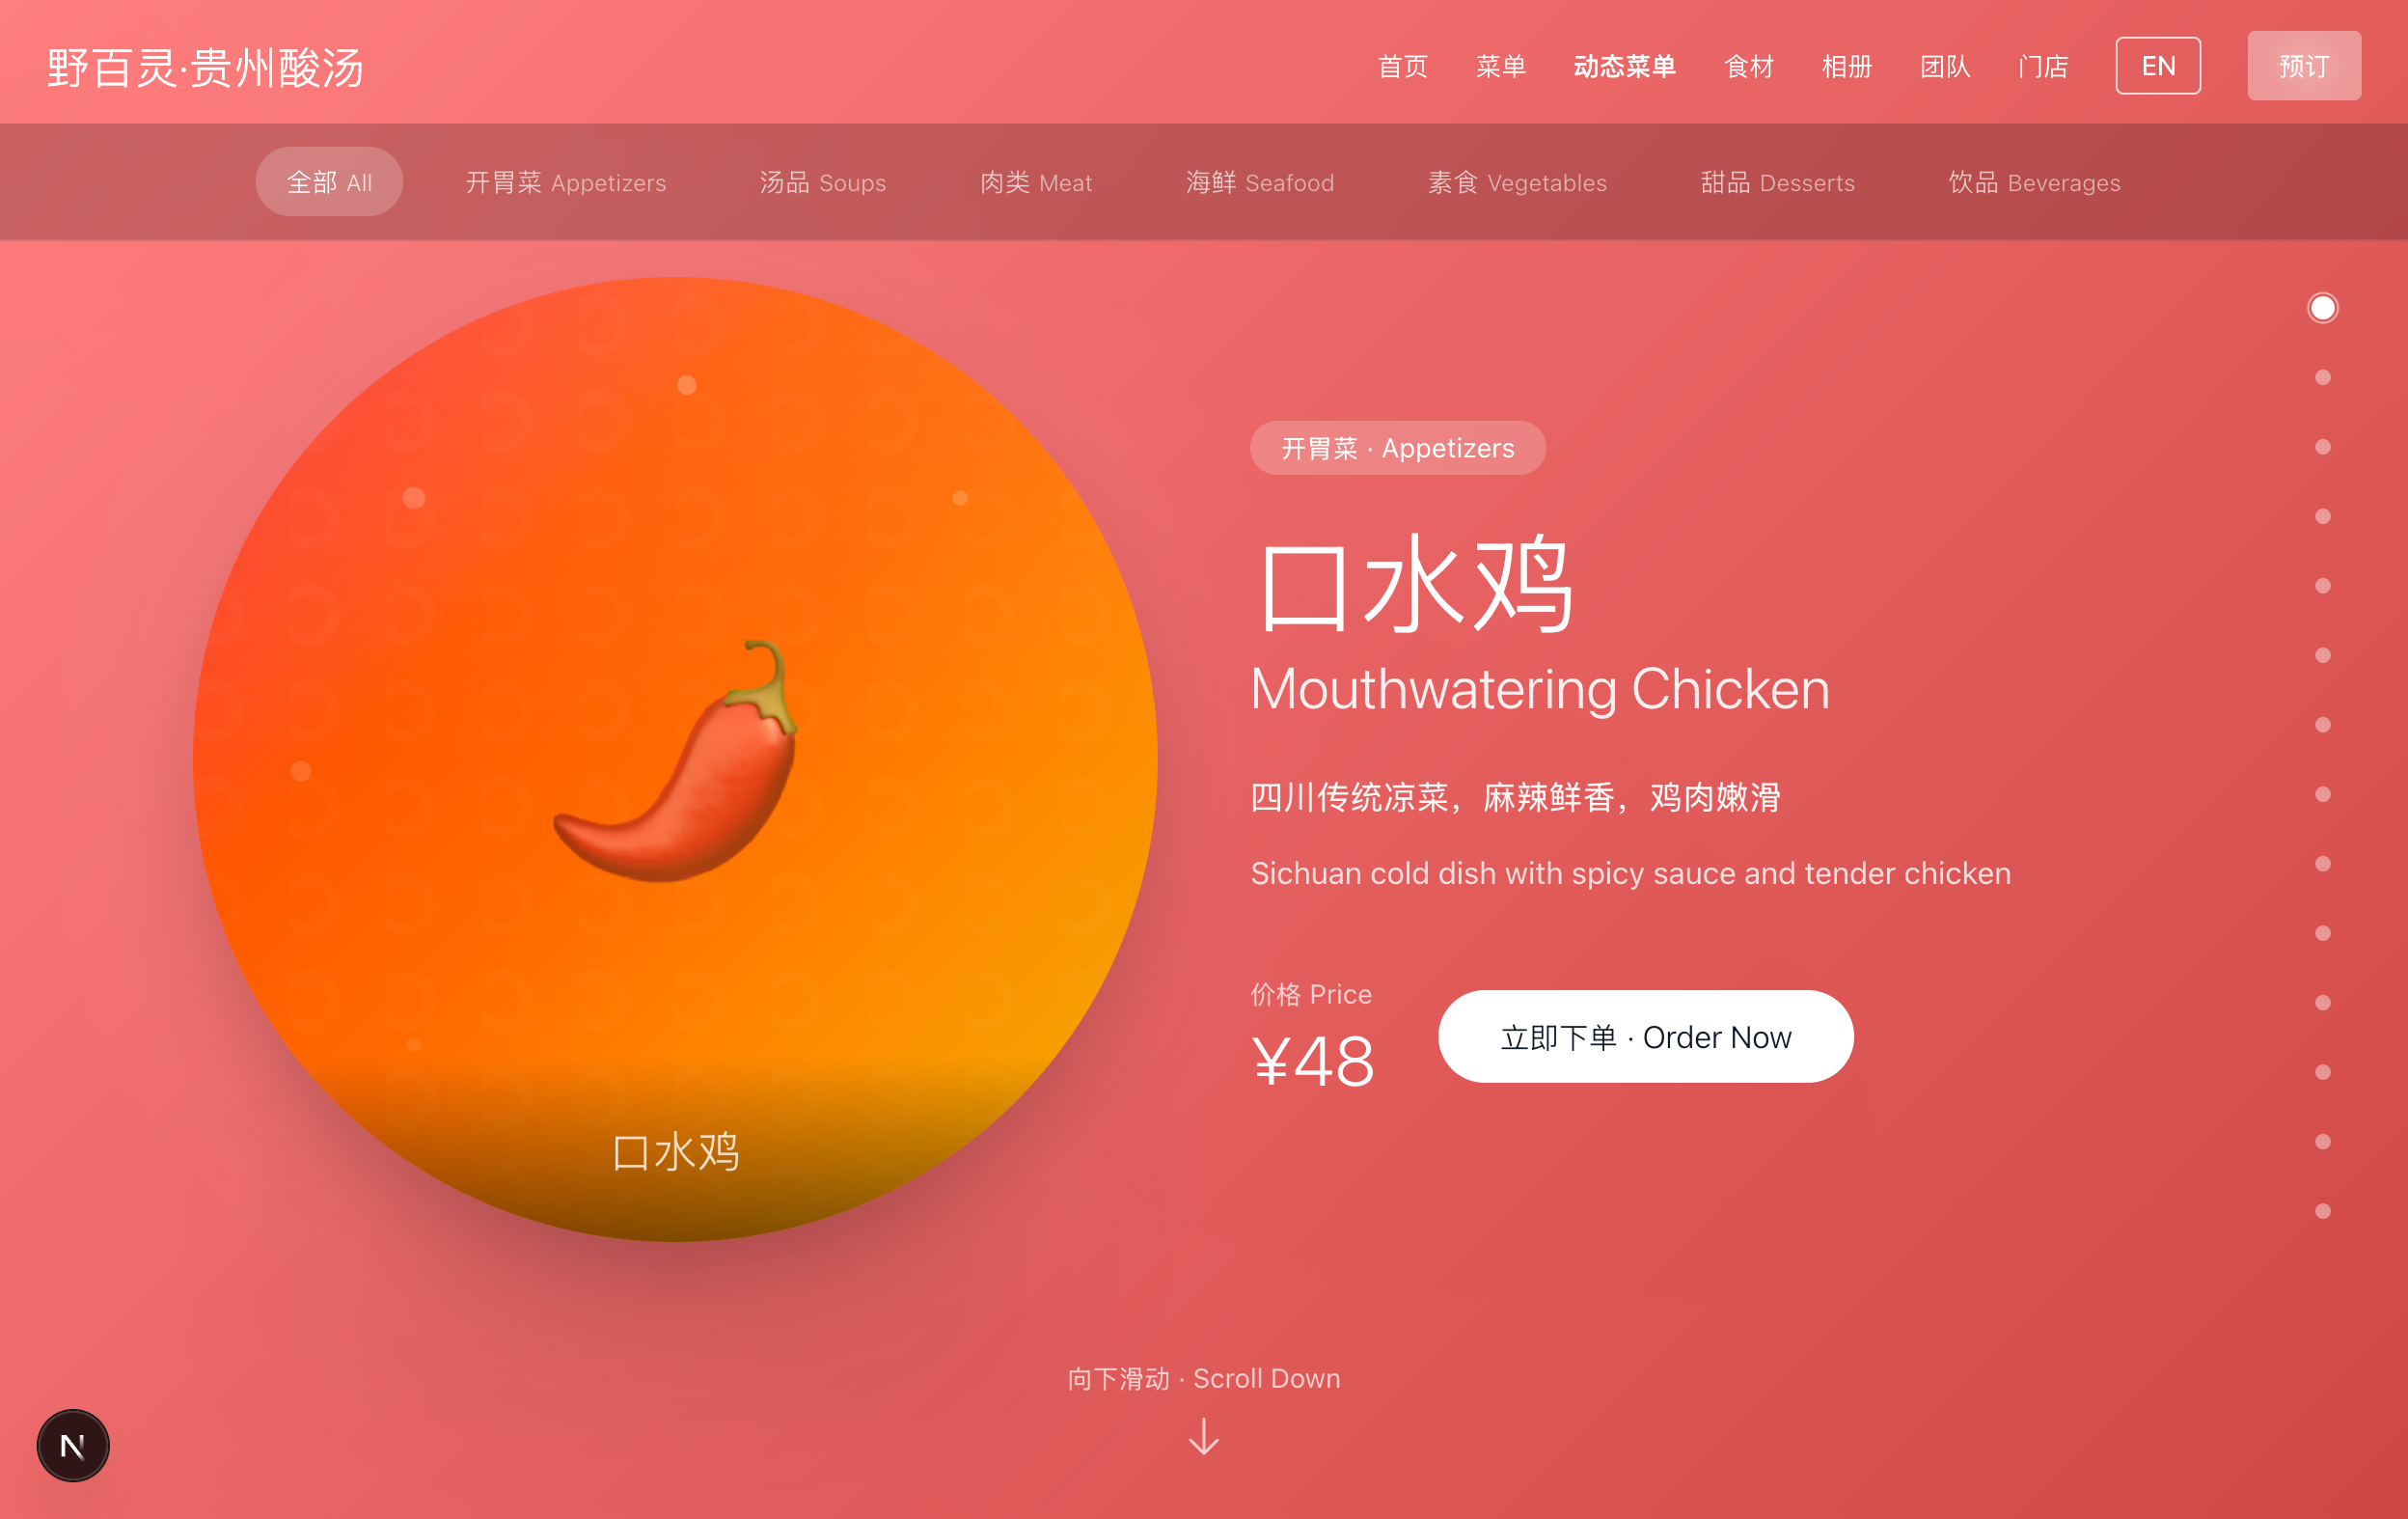 野百灵·贵州酸汤
首页 菜单 动态菜单 食材 相册 团队 门店 EN 预订
全部 All 开胃菜 Appetizers 汤品 Soups 肉类 Meat 海鲜 Seafood 素食 Vegetables 甜品 Desserts 饮品 Beverages
开胃菜 · Appetizers
口水鸡
Mouthwatering Chicken
四川传统凉菜，麻辣鲜香，鸡肉嫩滑
Sichuan cold dish with spicy sauce and tender chicken
价格 Price
¥48
立即下单 · Order Now
口水鸡
向下滑动 · Scroll Down
N